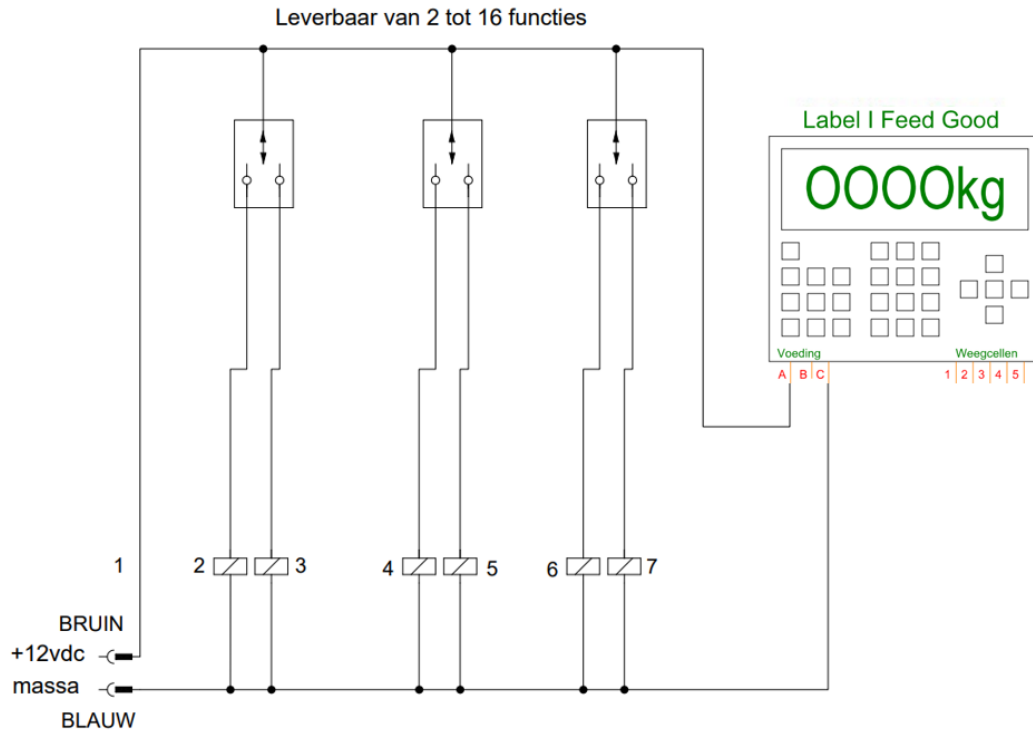 Leverbaar van 2 tot 16 functies
Label I Feed Good
0000kg
Voeding
Weegcellen
A B C
1 2 3 4 5
1
2
3
4
5
6
7
BRUIN
+12vdc
massa
BLAUW